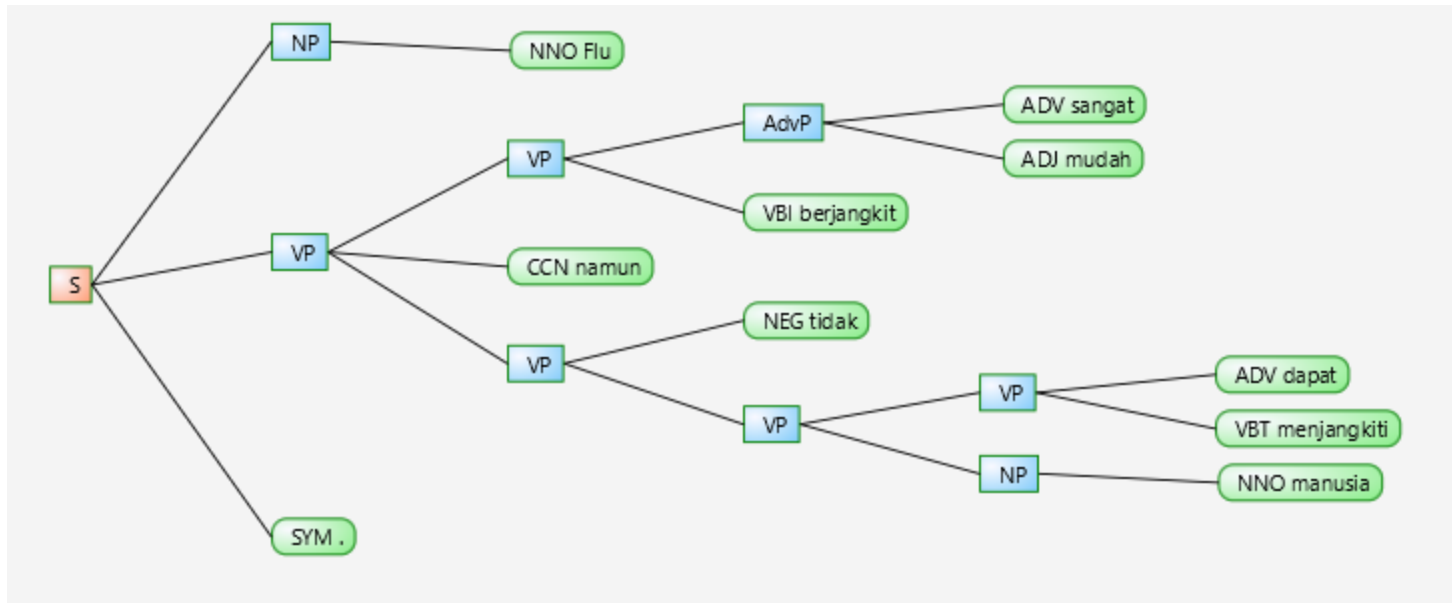 NP
NNO Flu
AdvP
ADV sangat
VP
ADJ mudah
VBI berjangkit
VP
CCN namun
S
NEG tidak
VP
VP
ADV dapat
VP
VBT menjangkiti
NP
NNO manusia
SYM .